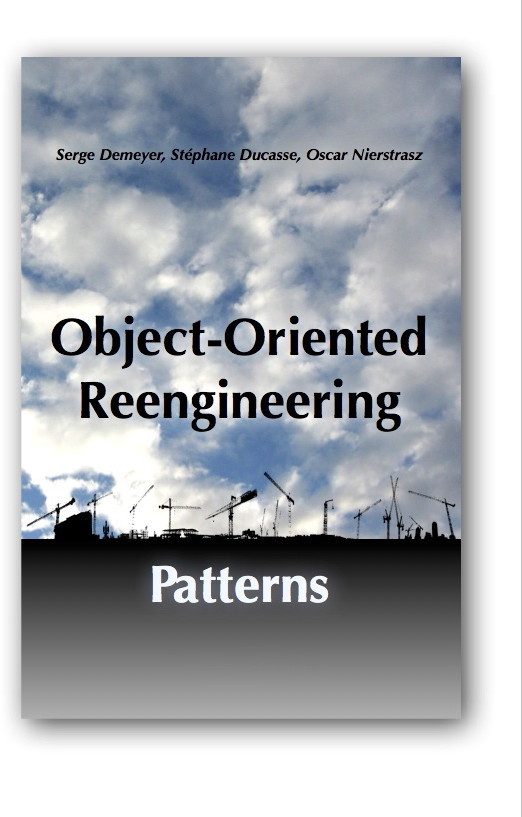 Serge Demeyer, Stéphane Ducasse, Oscar Nierstrasz
Object-Oriented
Reengineering
Patterns